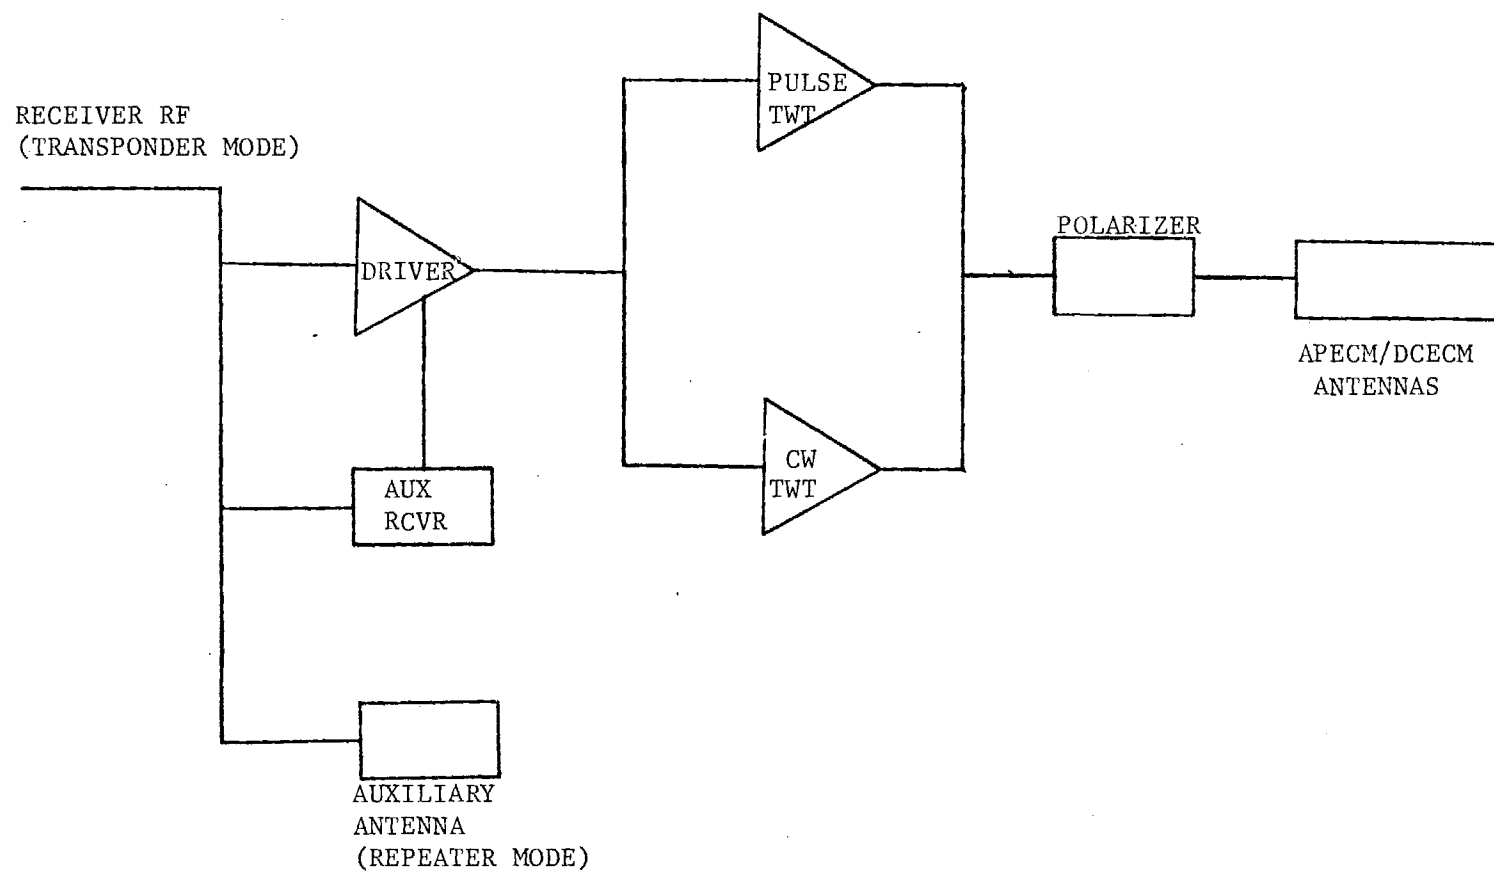 RECEIVER RF
(TRANSPONDER MODE)
DRIVER
AUX
RCVR
AUXILIARY
ANTENNA
(REPEATER MODE)
PULSE
TWT
CW
TWT
POLARIZER
APECM/DCECM
ANTENNAS